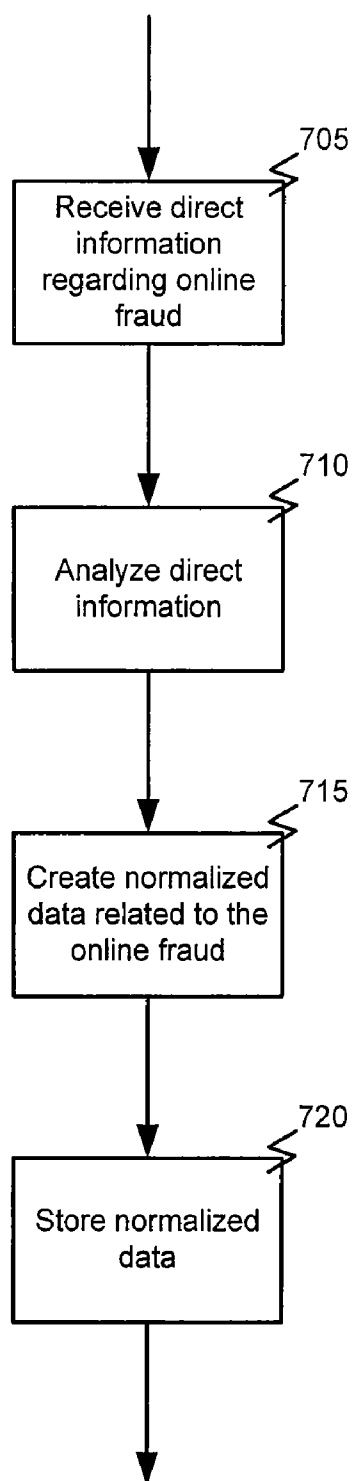 705
Receive direct
information
regarding online
fraud
710
Analyze direct
information
715
Create normalized
data related to the
online fraud
720
Store normalized
data